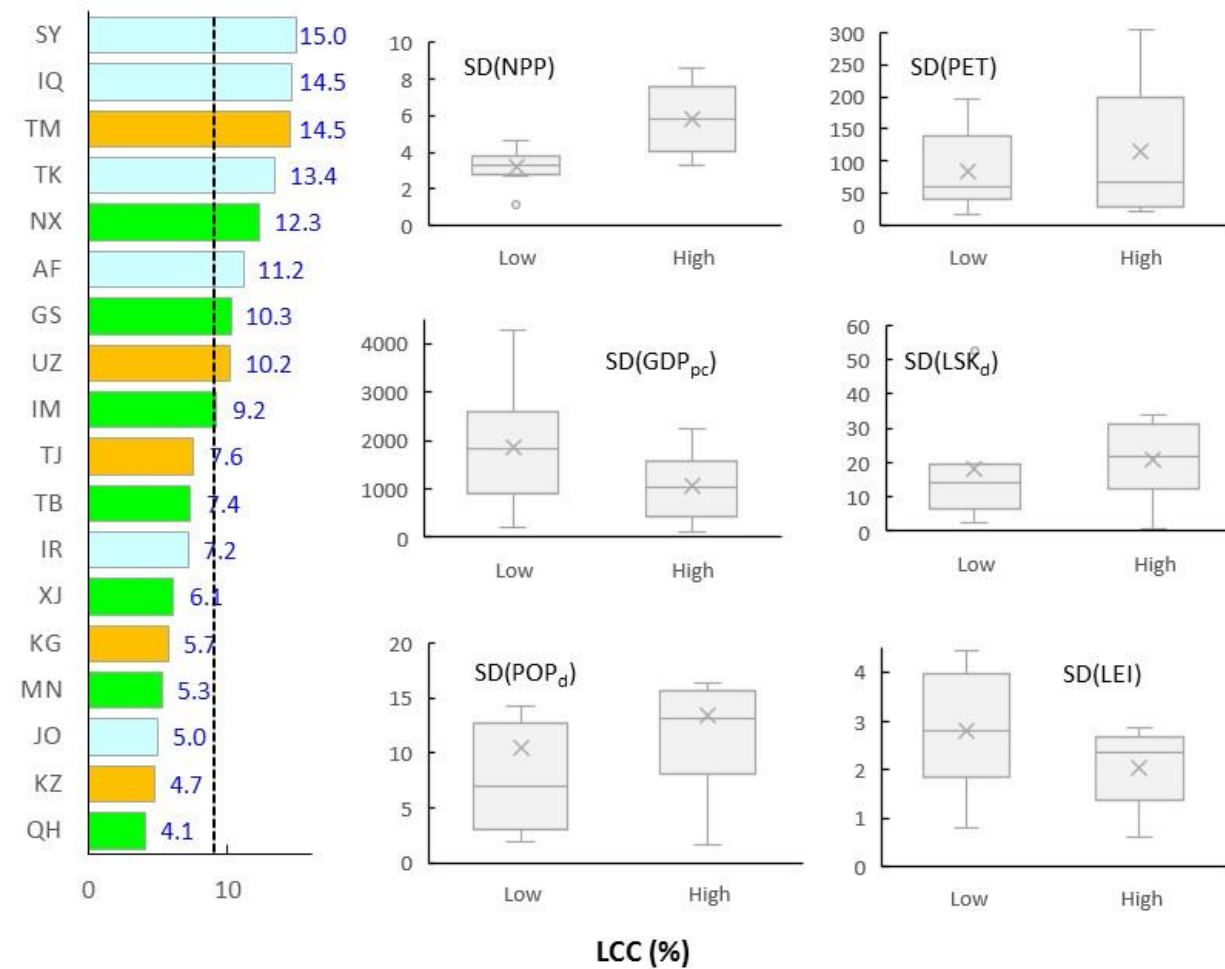 SY 15.0
IQ 14.5
TM 14.5
TK 13.4
NX 12.3
AF 11.2
GS 10.3
UZ 10.2
IM 9.2
TJ 7.6
TB 7.4
IR 7.2
XJ 6.1
KG 5.7
MN 5.3
JO 5.0
KZ 4.7
QH 4.1
0 10
SD(NPP)
10
8
6
4
2
0
Low High
SD(PET)
300
250
200
150
100
50
0
Low High
SD(GDPpc)
4000
3000
2000
1000
0
Low High
SD(LSKd)
60
50
40
30
20
10
0
Low High
SD(POPd)
20
15
10
5
0
Low High
SD(LEI)
4
3
2
1
0
Low High
LCC (%)